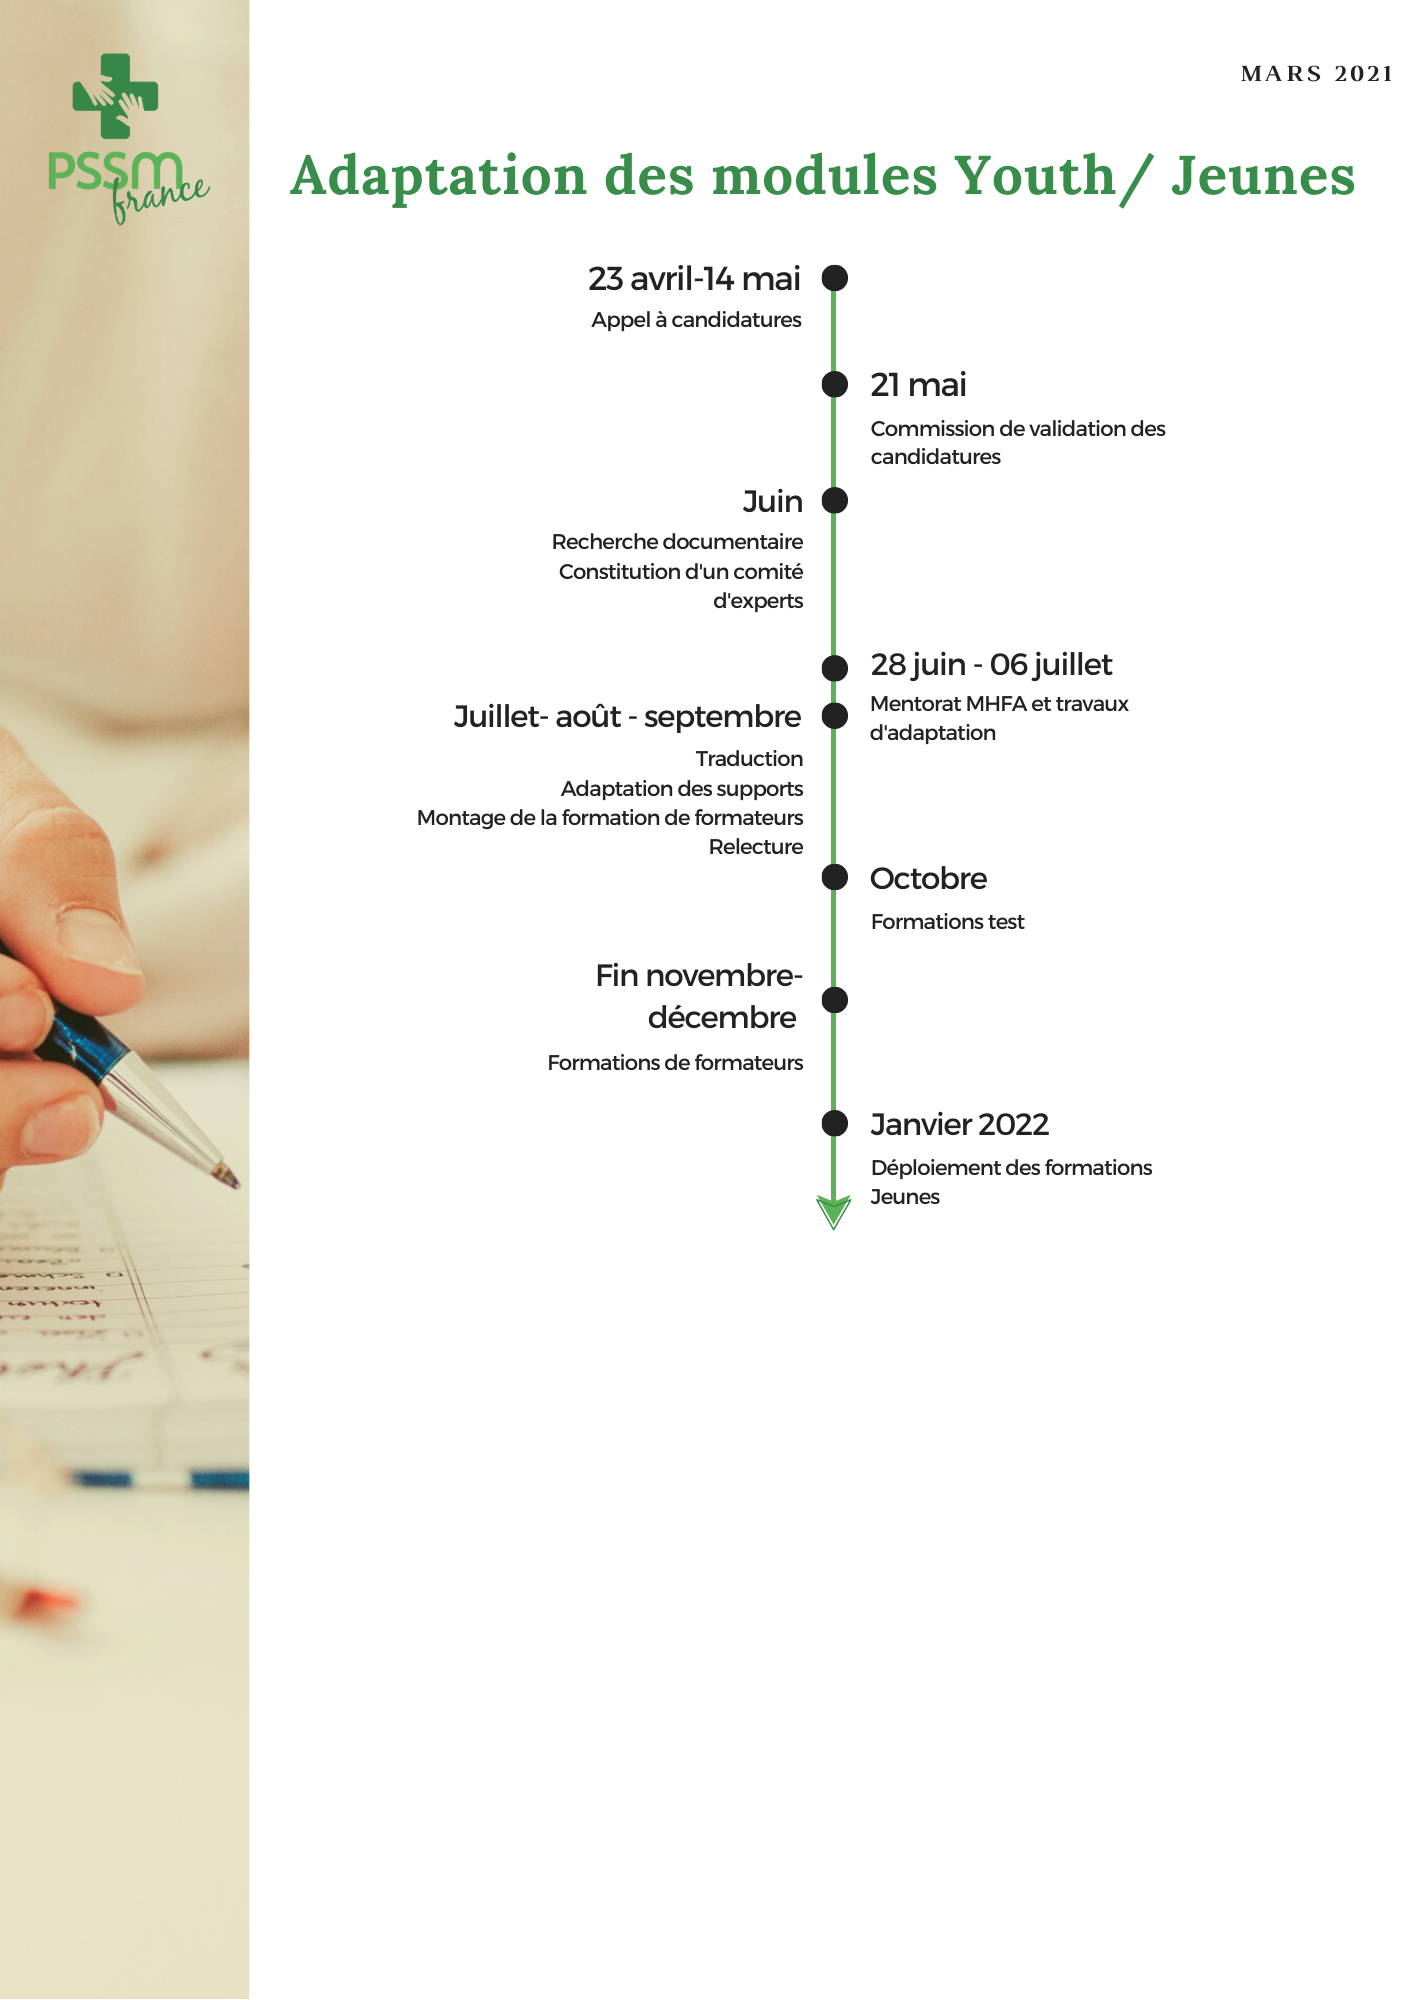 PSSM
france
MARS 2021
Adaptation des modules Youth/ Jeunes
23 avril-14 mai
Appel à candidatures
21 mai
Commission de validation des
candidatures
Juin
Recherche documentaire
Constitution d'un comité
d'experts
28 juin - 06 juillet
Mentorat MHFA et travaux
d'adaptation
Juillet- août - septembre
Traduction
Adaptation des supports
Montage de la formation de formateurs
Relecture
Octobre
Formations test
Fin novembre-
décembre
Formations de formateurs
Janvier 2022
Déploiement des formations
Jeunes